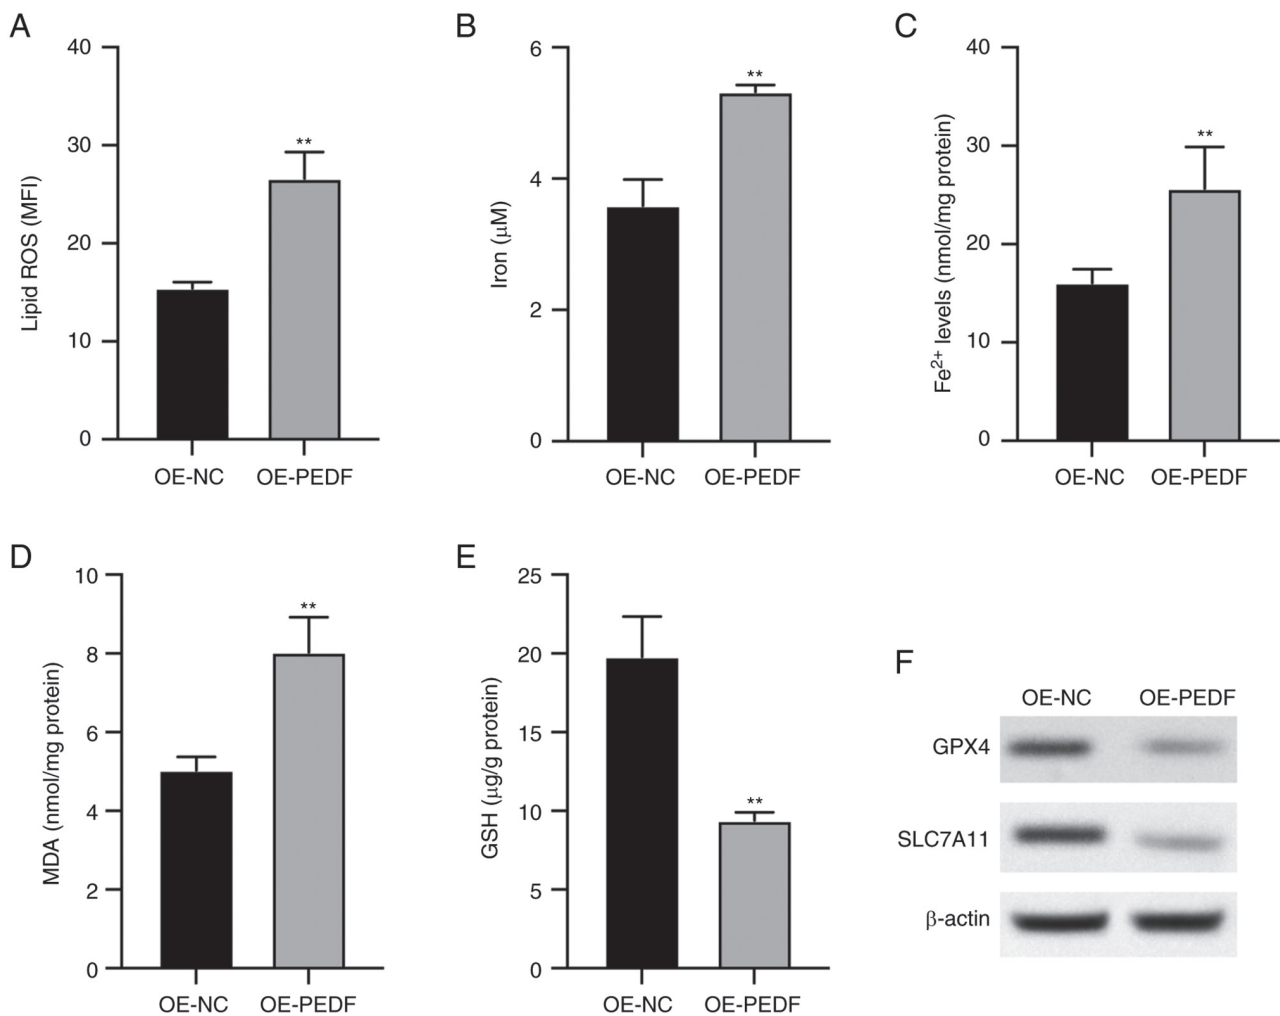 A
40
30
20
10
0
Lipid ROS (MFI)
**
OE-NC OE-PEDF
B
6
4
2
0
Iron (μM)
**
OE-NC OE-PEDF
C
40
30
20
10
0
Fe²⁺ levels (nmol/mg protein)
**
OE-NC OE-PEDF
D
10
8
6
4
2
0
MDA (nmol/mg protein)
**
OE-NC OE-PEDF
E
25
20
15
10
5
0
GSH (μg/g protein)
**
OE-NC OE-PEDF
F
OE-NC OE-PEDF
GPX4
SLC7A11
β-actin